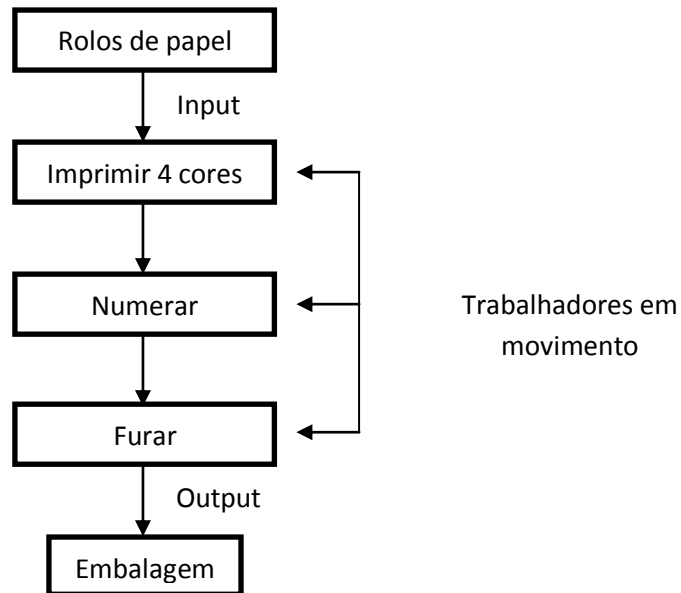 Rolos de papel
Input
Imprimir 4 cores
Numerar
Trabalhadores em
movimento
Furar
Output
Embalagem